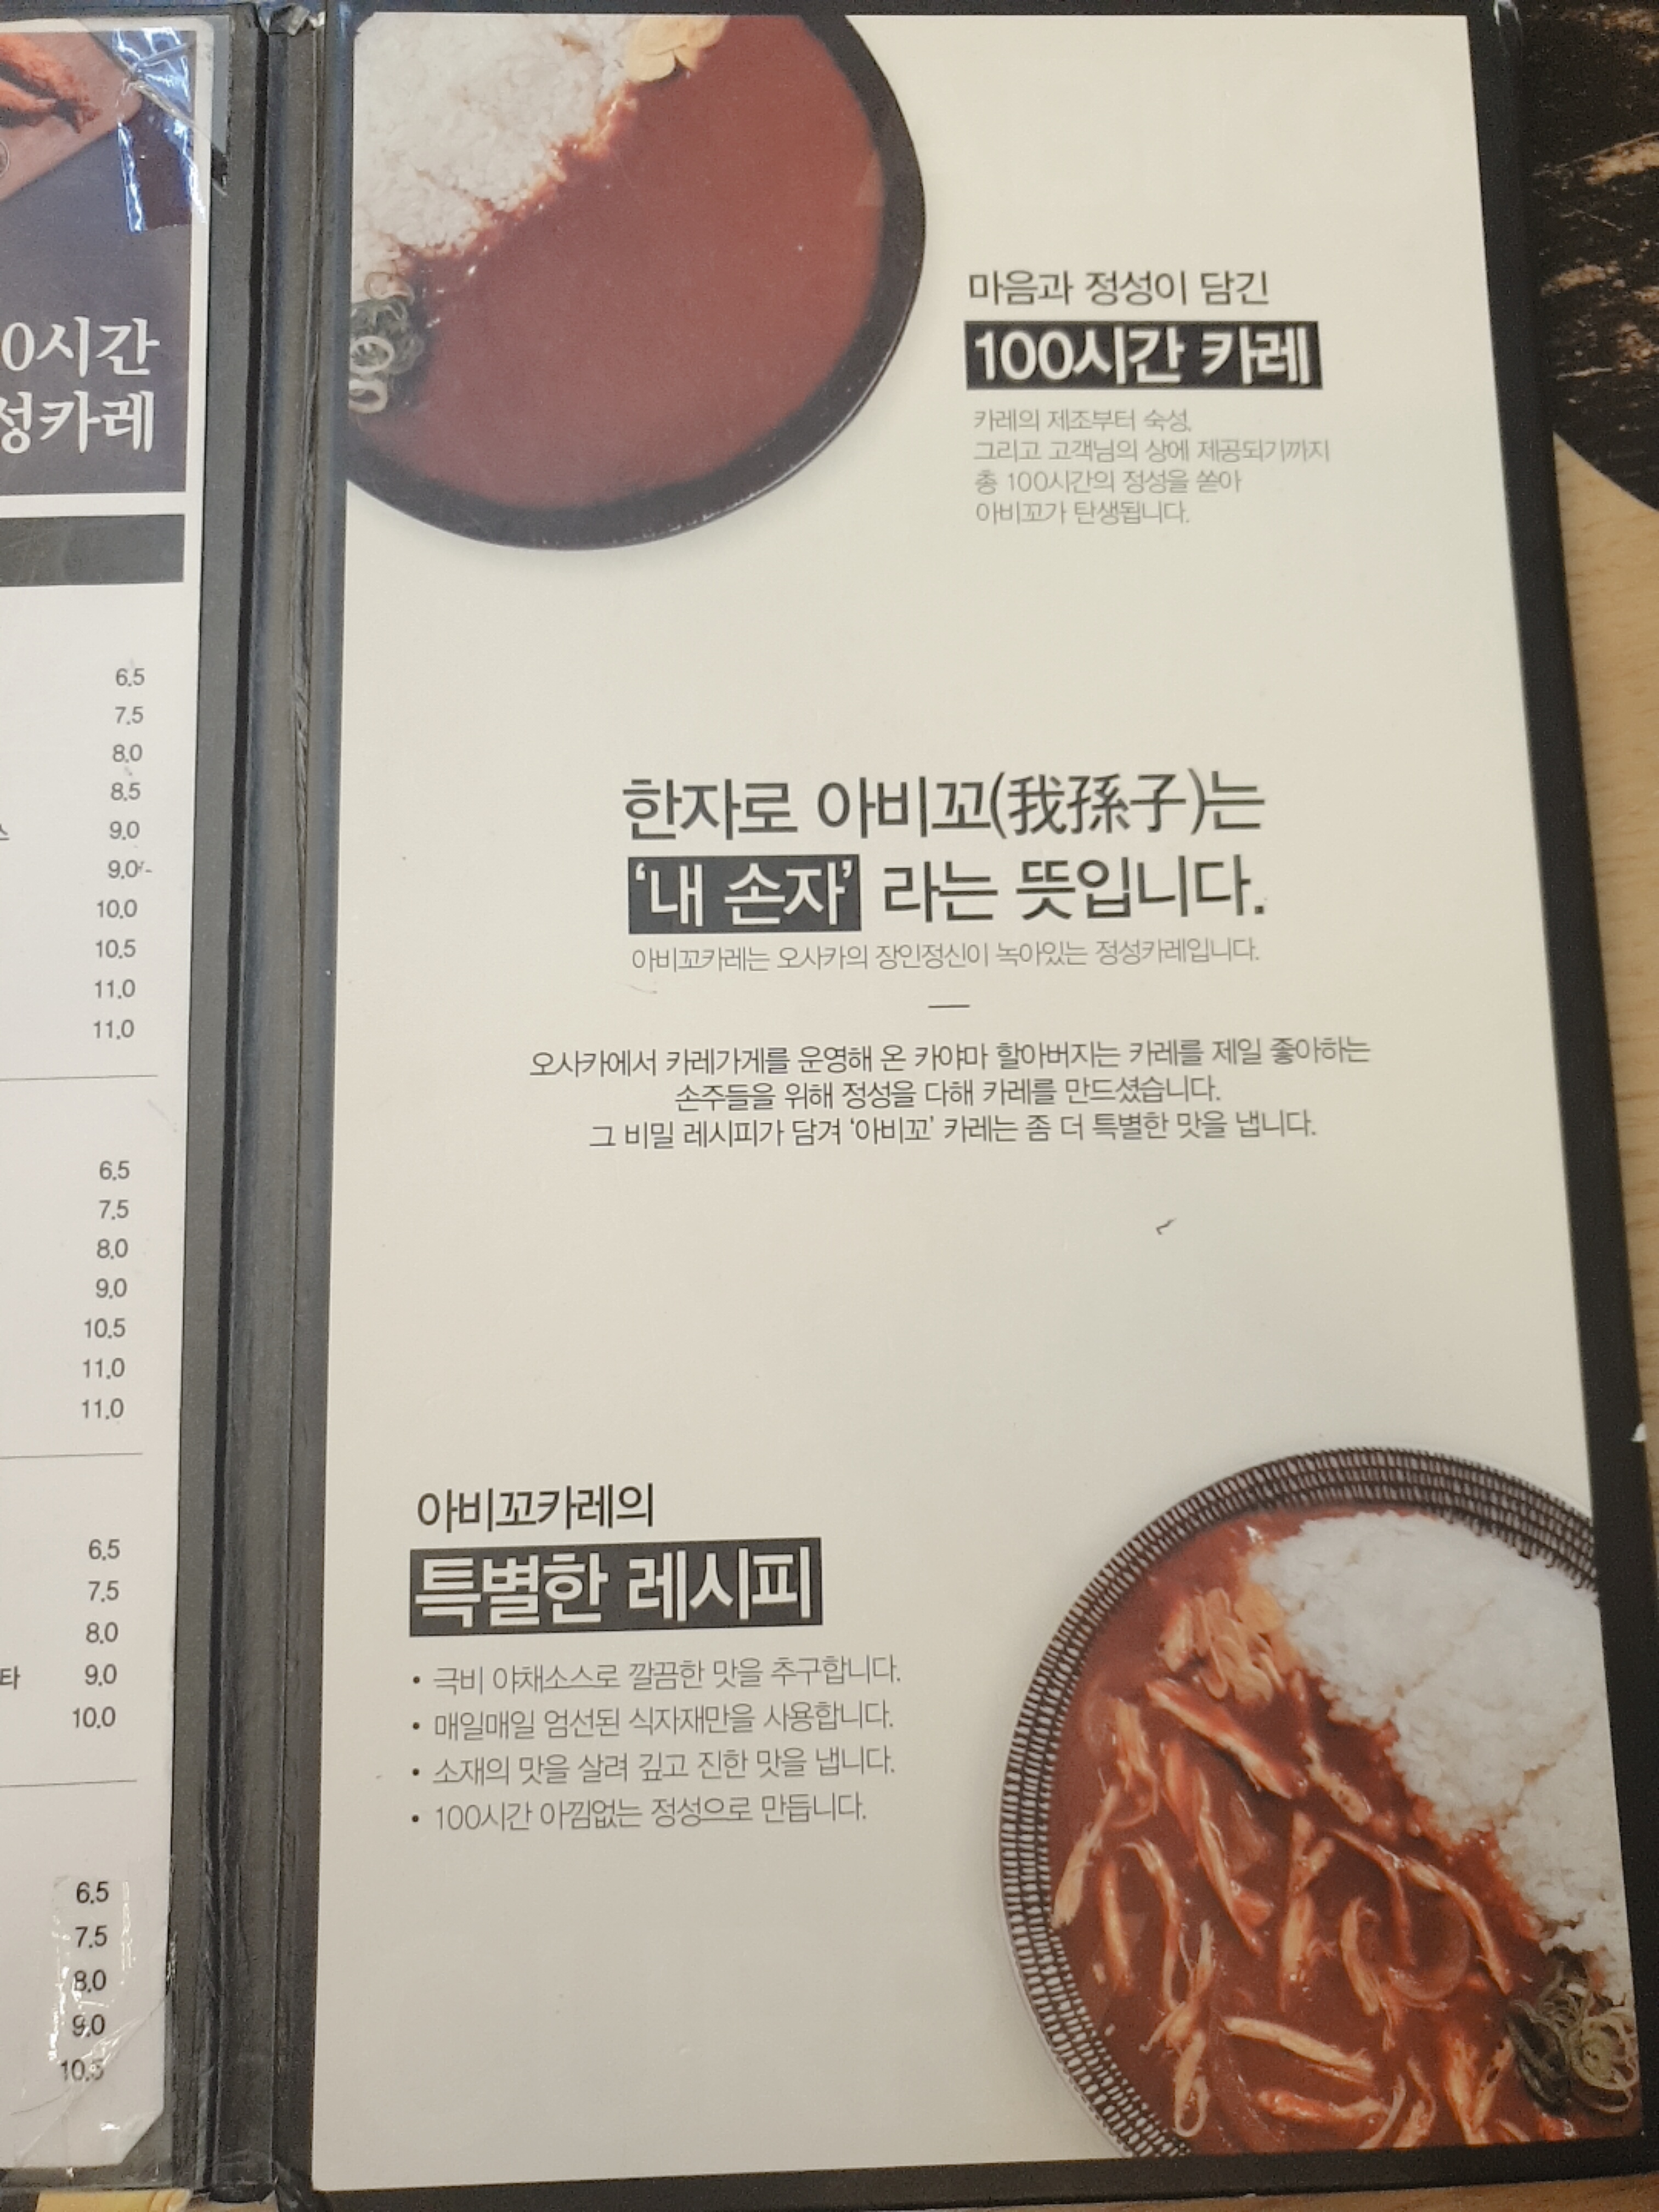 0시간
성카레
6.5
7.5
8.0
8.5
스 9.0
9.0
10.0
10.5
11.0
11.0
6.5
7.5
8.0
9.0
10.5
11.0
11.0
6.5
7.5
8.0
타 9.0
10.0
6.5
7.5
8.0
9.0
10.5
마음과 정성이 담긴
100시간 카레
카레의 제조부터 숙성,
그리고 고객님의 상에 제공되기까지
총 100시간의 정성을 쏟아
아비꼬가 탄생됩니다.
한자로 아비꼬(我孫子)는
‘내 손자’ 라는 뜻입니다.
아비꼬카레는 오사카의 장인정신이 녹아있는 정성카레입니다.
오사카에서 카레가게를 운영해 온 카야마 할아버지는 카레를 제일 좋아하는
손주들을 위해 정성을 다해 카레를 만드셨습니다.
그 비밀 레시피가 담겨 ‘아비꼬’ 카레는 좀 더 특별한 맛을 냅니다.
아비꼬카레의
특별한 레시피
• 극비 야채소스로 깔끔한 맛을 추구합니다.
• 매일매일 엄선된 식자재만을 사용합니다.
• 소재의 맛을 살려 깊고 진한 맛을 냅니다.
• 100시간 아낌없는 정성으로 만듭니다.